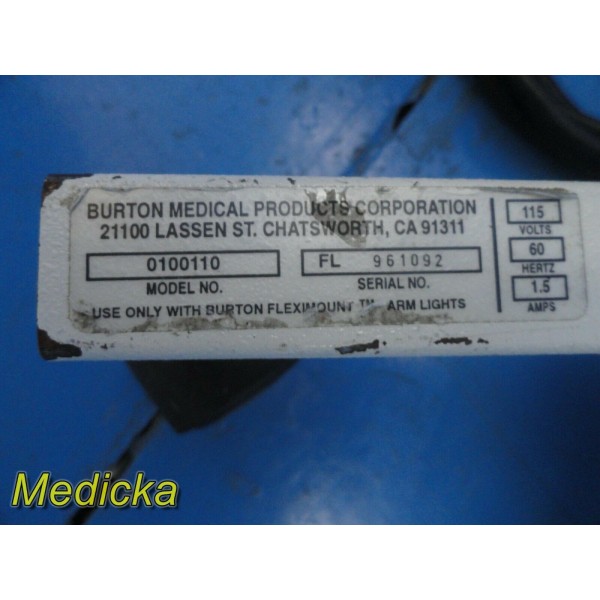 BURTON MEDICAL PRODUCTS CORPORATION
21100 LASSEN ST. CHATSWORTH, CA 91311
0100110
MODEL NO.
FL 961092
SERIAL NO.
USE ONLY WITH BURTON FLEXIMOUNT™ ARM LIGHTS
115
VOLTS
60
HERTZ
1.5
AMPS
Medicka